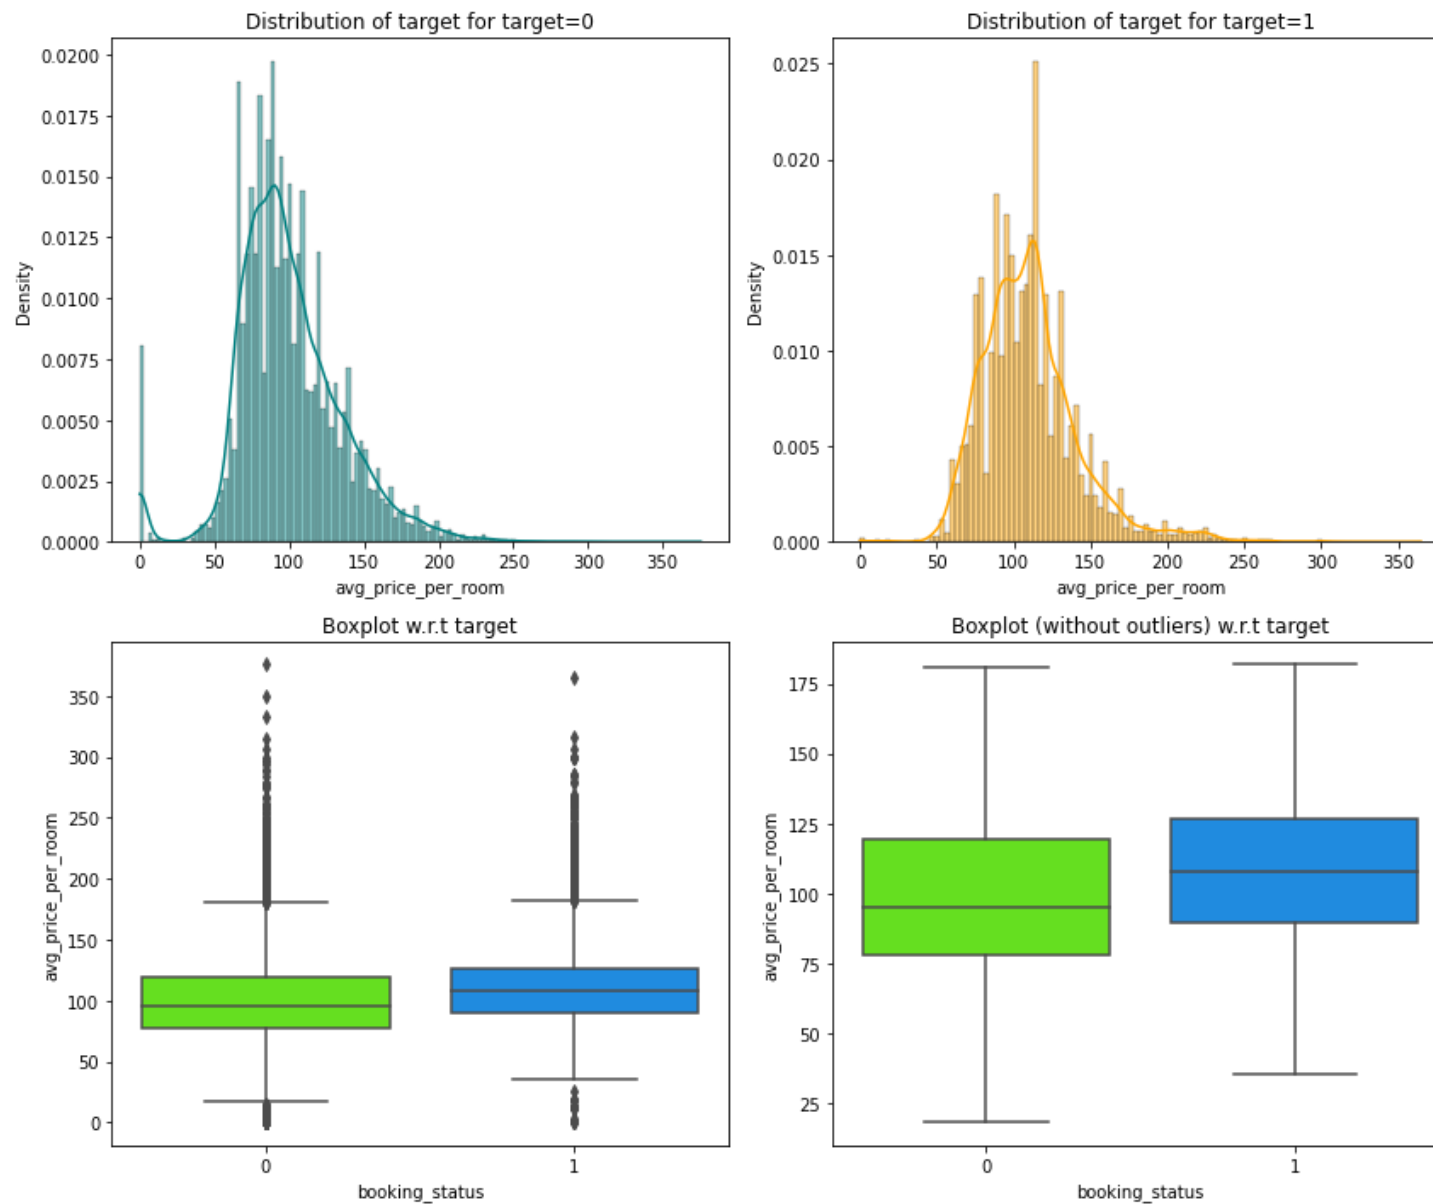 Distribution of target for target=0
0.0200
0.0175
0.0150
0.0125
0.0100
0.0075
0.0050
0.0025
0.0000
Density
0 50 100 150 200 250 300 350
avg_price_per_room
Distribution of target for target=1
0.025
0.020
0.015
0.010
0.005
0.000
Density
0 50 100 150 200 250 300 350
avg_price_per_room
Boxplot w.r.t target
350
300
250
200
150
100
50
0
avg_price_per_room
0 1
booking_status
Boxplot (without outliers) w.r.t target
175
150
125
100
75
50
25
avg_price_per_room
0 1
booking_status